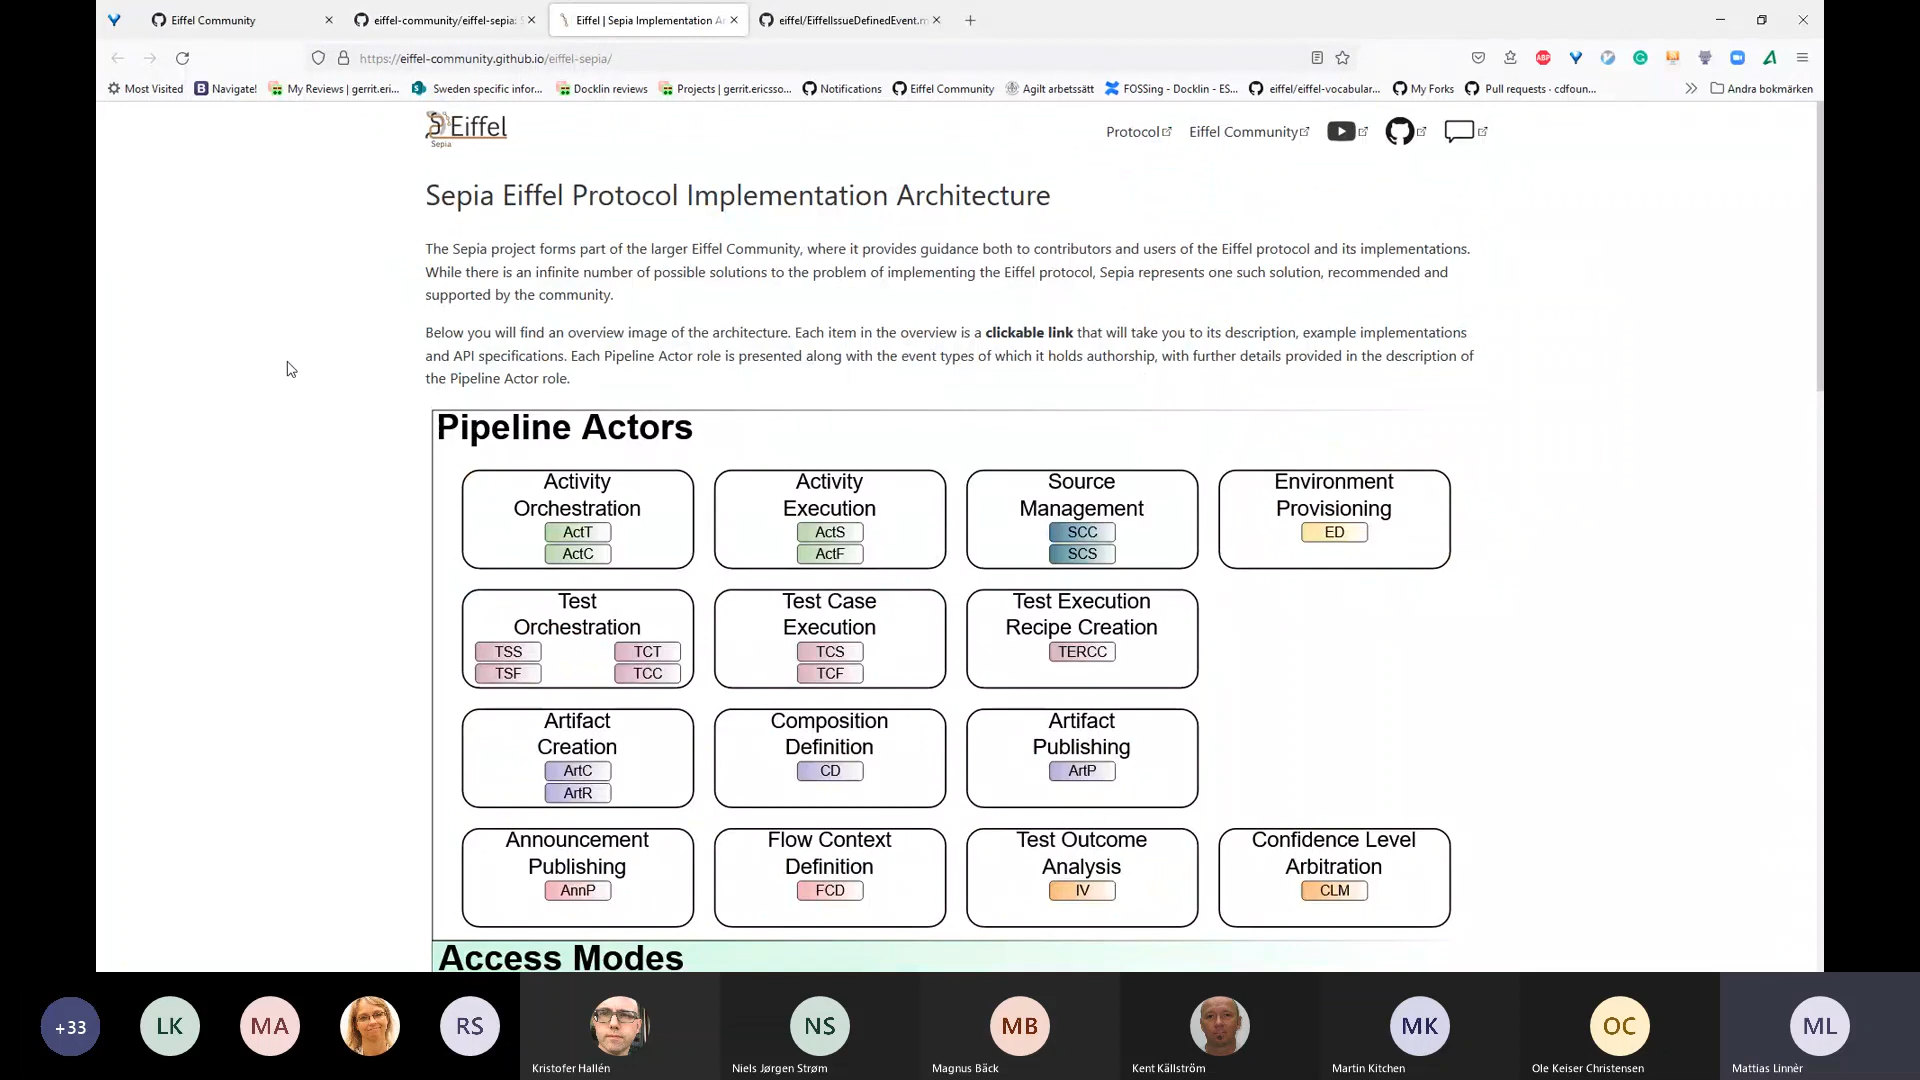 Eiffel Community
eiffel-community/eiffel-sepia:
Eiffel | Sepia Implementation Ar
eiffel/EiffelIssueDefinedEvent.m
https://eiffel-community.github.io/eiffel-sepia/
Most Visited
Navigate!
My Reviews | gerrit.eri...
Sweden specific infor...
Docklin reviews
Projects | gerrit.ericsso...
Notifications
Eiffel Community
Agilt arbetssätt
FOSSing - Docklin - ES...
eiffel/eiffel-vocabular...
My Forks
Pull requests · cdfoun...
Andra bokmärken
Eiffel
Sepia
Protocol
Eiffel Community
Sepia Eiffel Protocol Implementation Architecture
The Sepia project forms part of the larger Eiffel Community, where it provides guidance both to contributors and users of the Eiffel protocol and its implementations.
While there is an infinite number of possible solutions to the problem of implementing the Eiffel protocol, Sepia represents one such solution, recommended and
supported by the community.
Below you will find an overview image of the architecture. Each item in the overview is a clickable link that will take you to its description, example implementations
and API specifications. Each Pipeline Actor role is presented along with the event types of which it holds authorship, with further details provided in the description of
the Pipeline Actor role.
Pipeline Actors
Activity
Orchestration
ActT
ActC
Activity
Execution
ActS
ActF
Source
Management
SCC
SCS
Environment
Provisioning
ED
Test
Orchestration
TSS
TCT
TSF
TCC
Test Case
Execution
TCS
TCF
Test Execution
Recipe Creation
TERCC
Artifact
Creation
ArtC
ArtR
Composition
Definition
CD
Artifact
Publishing
ArtP
Announcement
Publishing
AnnP
Flow Context
Definition
FCD
Test Outcome
Analysis
IV
Confidence Level
Arbitration
CLM
Access Modes
+33
LK
MA
RS
Kristofer Hallén
NS
Niels Jørgen Strøm
MB
Magnus Bäck
Kent Källström
MK
Martin Kitchen
OC
Ole Keiser Christensen
ML
Mattias Linnèr